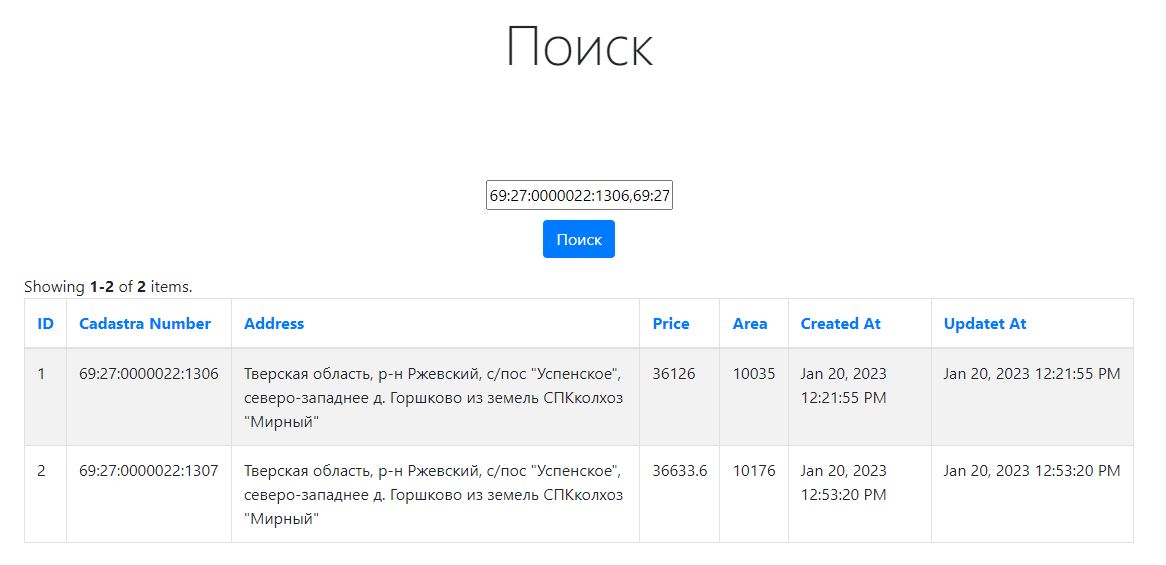 Поиск
69:27:0000022:1306,69:27
Поиск
Showing 1-2 of 2 items.
ID Cadastra Number Address Price Area Created At Updatet At
1 69:27:0000022:1306 Тверская область, р-н Ржевский, с/пос "Успенское", 36126 10035 Jan 20, 2023 Jan 20, 2023 12:21:55 PM
северо-западнее д. Горшково из земель СПКколхоз 12:21:55 PM
"Мирный"
2 69:27:0000022:1307 Тверская область, р-н Ржевский, с/пос "Успенское", 36633.6 10176 Jan 20, 2023 Jan 20, 2023 12:53:20 PM
северо-западнее д. Горшково из земель СПКколхоз 12:53:20 PM
"Мирный"